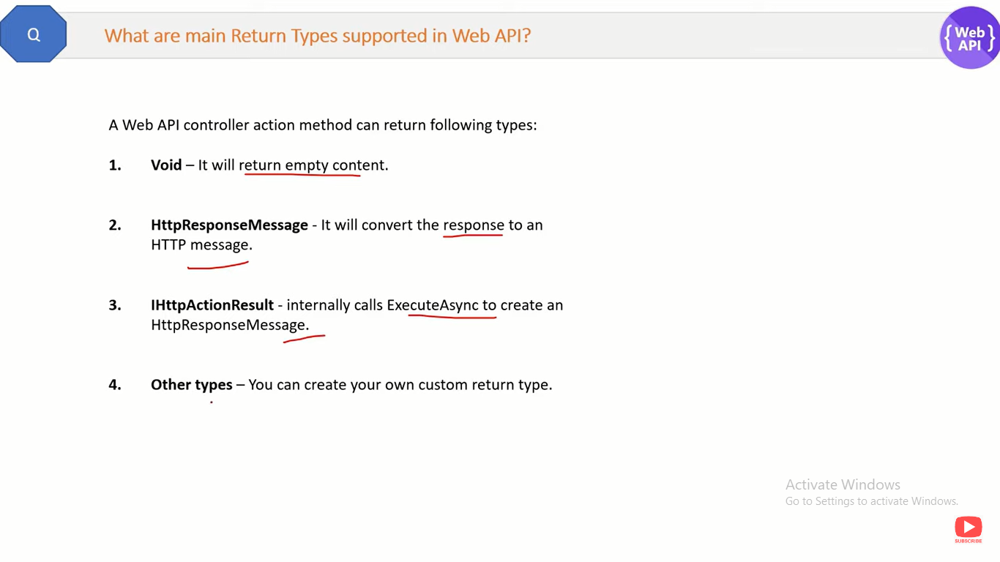 Q
What are main Return Types supported in Web API?
{Web
API}
A Web API controller action method can return following types:
1. Void – It will return empty content.
2. HttpResponseMessage - It will convert the response to an
HTTP message.
3. IHttpActionResult - internally calls ExecuteAsync to create an
HttpResponseMessage.
4. Other types – You can create your own custom return type.
Activate Windows
Go to Settings to activate Windows.
SUBSCRIBE